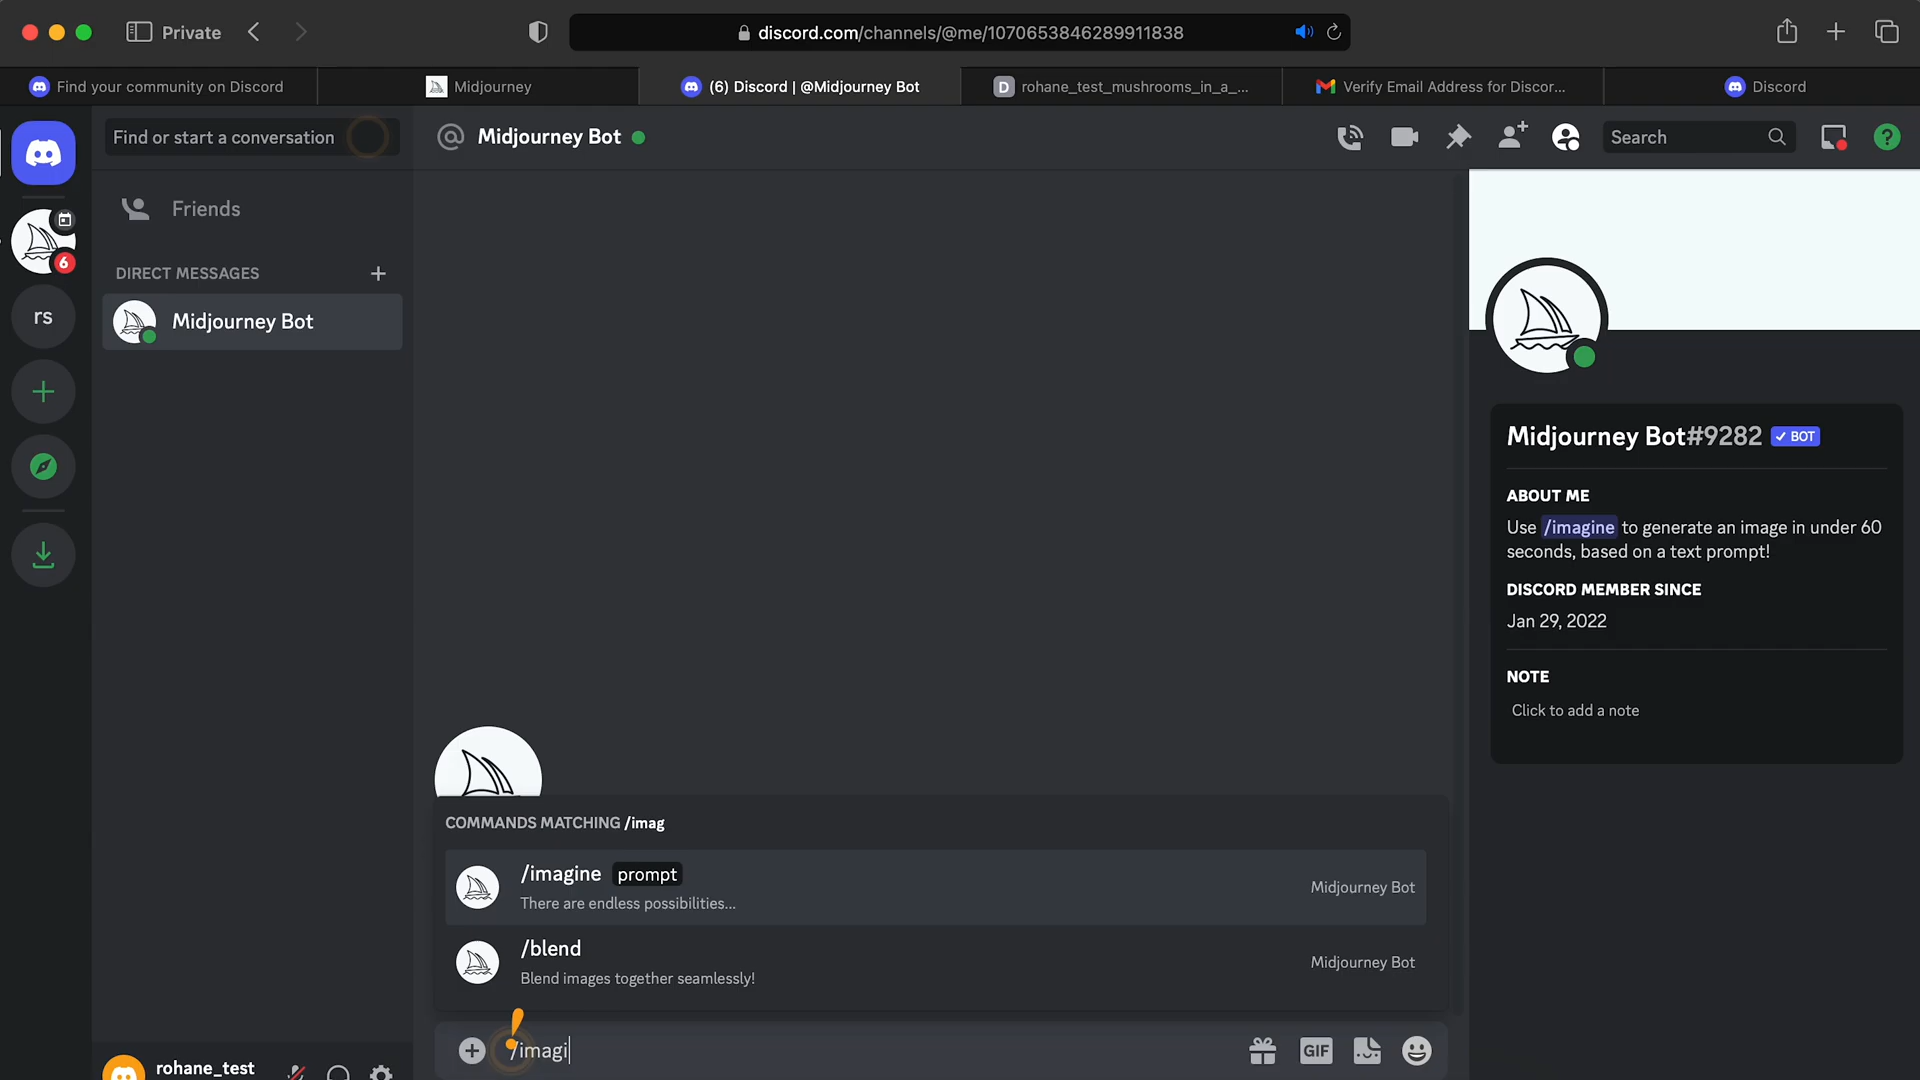 Private
discord.com/channels/@me/1070653846289911838
Find your community on Discord
Midjourney
(6) Discord | @Midjourney Bot
D
rohane_test_mushrooms_in_a_...
Verify Email Address for Discor...
Discord
Find or start a conversation
Midjourney Bot
Search
?
Friends
6
DIRECT MESSAGES
rs
Midjourney Bot
Midjourney Bot#9282 BOT
ABOUT ME
Use /imagine to generate an image in under 60
seconds, based on a text prompt!
DISCORD MEMBER SINCE
Jan 29, 2022
NOTE
Click to add a note
COMMANDS MATCHING /imag
/imagine prompt
There are endless possibilities...
Midjourney Bot
/blend
Blend images together seamlessly!
Midjourney Bot
/imagi
GIF
rohane_test